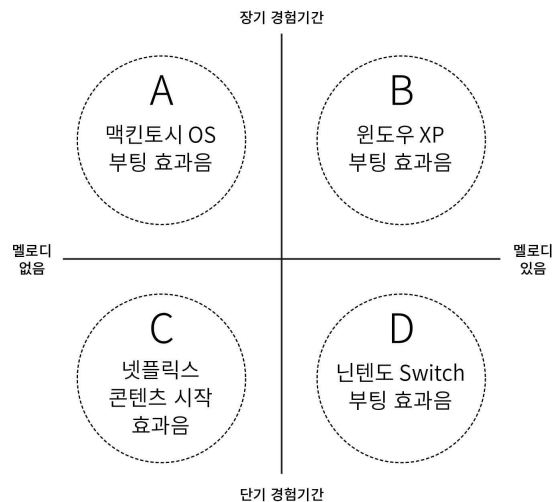 장기 경험기간
A
맥킨토시 OS
부팅 효과음
B
윈도우 XP
부팅 효과음
멜로디
없음
멜로디
있음
C
넷플릭스
콘텐츠 시작
효과음
D
닌텐도 Switch
부팅 효과음
단기 경험기간